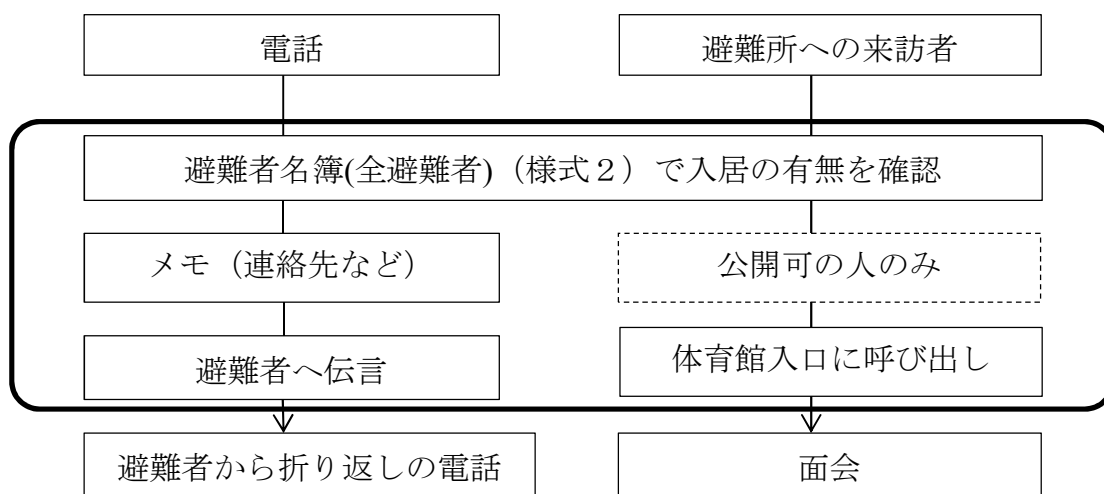 電話
避難所への来訪者
避難者名簿(全避難者)（様式２）で入居の有無を確認
メモ（連絡先など）
公開可の人のみ
避難者へ伝言
体育館入口に呼び出し
避難者から折り返しの電話
面会